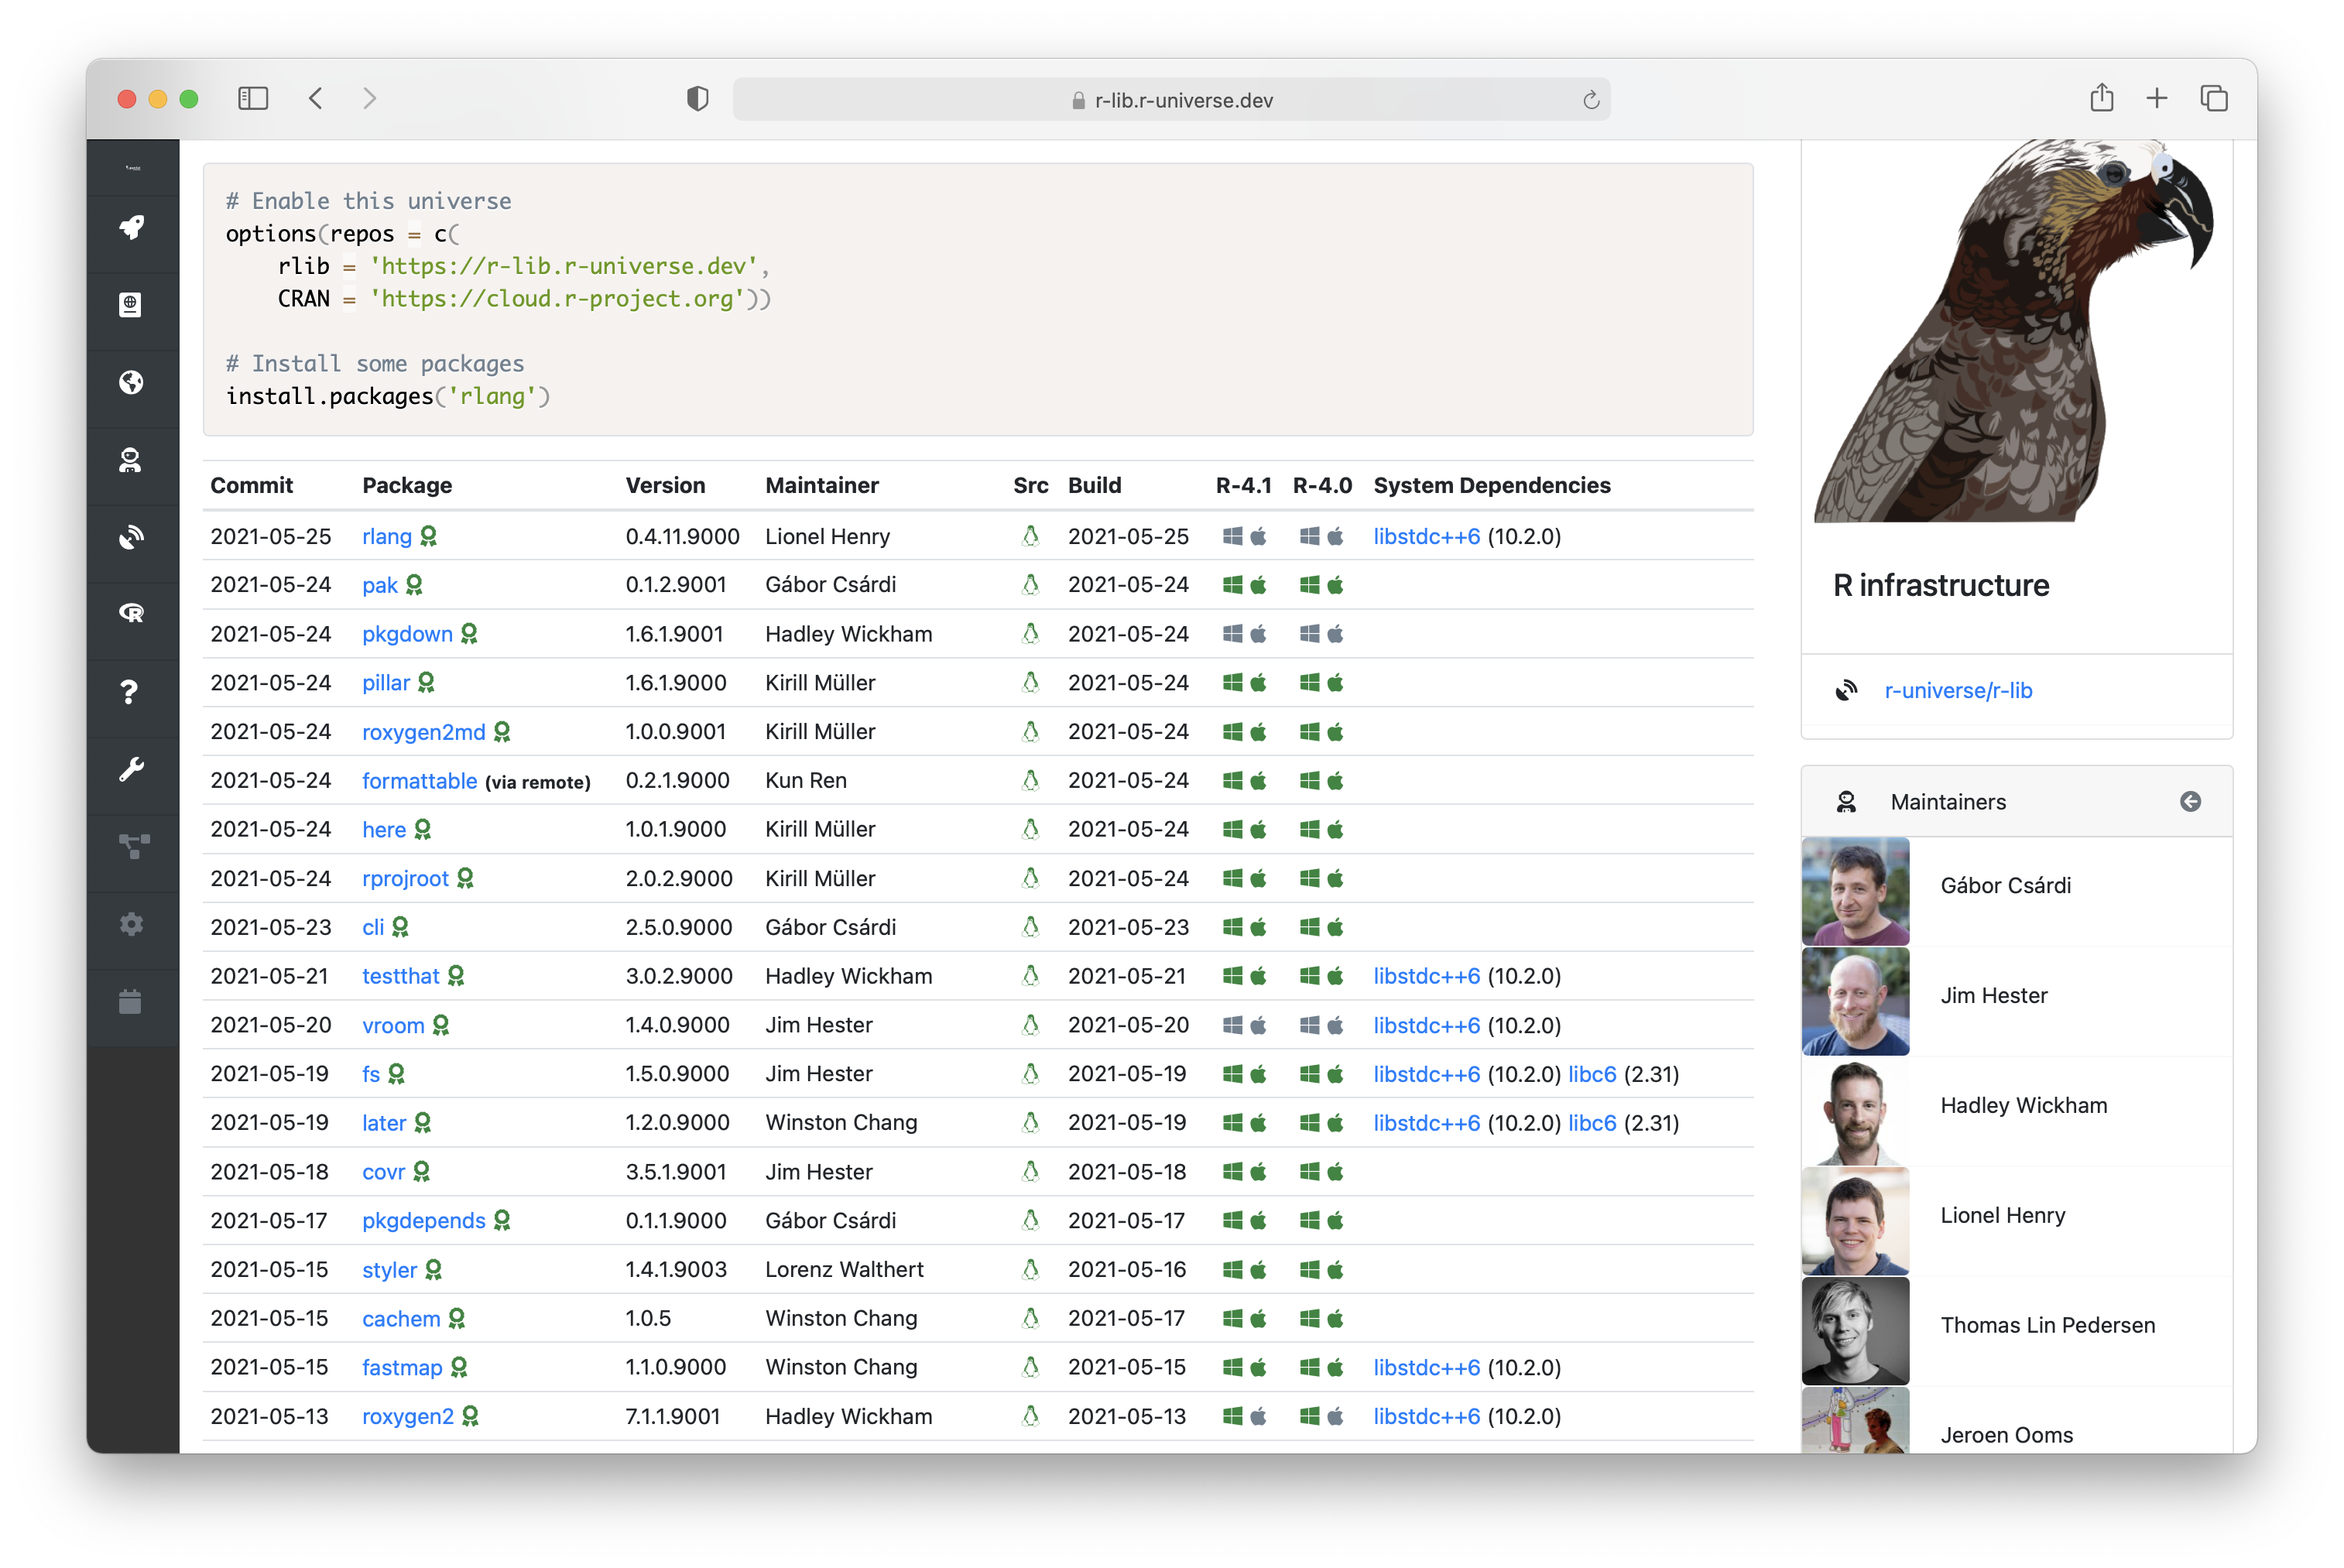 r-lib.r-universe.dev
# Enable this universe
options(repos = c(
    rlib = 'https://r-lib.r-universe.dev',
    CRAN = 'https://cloud.r-project.org'))
# Install some packages
install.packages('rlang')
Commit Package Version Maintainer Src Build R-4.1 R-4.0 System Dependencies
2021-05-25 rlang 0.4.11.9000 Lionel Henry 2021-05-25 libstdc++6 (10.2.0)
2021-05-24 pak 0.1.2.9001 Gábor Csárdi 2021-05-24
2021-05-24 pkgdown 1.6.1.9001 Hadley Wickham 2021-05-24
2021-05-24 pillar 1.6.1.9000 Kirill Müller 2021-05-24
2021-05-24 roxygen2md 1.0.0.9001 Kirill Müller 2021-05-24
2021-05-24 formattable (via remote) 0.2.1.9000 Kun Ren 2021-05-24
2021-05-24 here 1.0.1.9000 Kirill Müller 2021-05-24
2021-05-24 rprojroot 2.0.2.9000 Kirill Müller 2021-05-24
2021-05-23 cli 2.5.0.9000 Gábor Csárdi 2021-05-23
2021-05-21 testthat 3.0.2.9000 Hadley Wickham 2021-05-21 libstdc++6 (10.2.0)
2021-05-20 vroom 1.4.0.9000 Jim Hester 2021-05-20 libstdc++6 (10.2.0)
2021-05-19 fs 1.5.0.9000 Jim Hester 2021-05-19 libstdc++6 (10.2.0) libc6 (2.31)
2021-05-19 later 1.2.0.9000 Winston Chang 2021-05-19 libstdc++6 (10.2.0) libc6 (2.31)
2021-05-18 covr 3.5.1.9001 Jim Hester 2021-05-18
2021-05-17 pkgdepends 0.1.1.9000 Gábor Csárdi 2021-05-17
2021-05-15 styler 1.4.1.9003 Lorenz Walthert 2021-05-16
2021-05-15 cachem 1.0.5 Winston Chang 2021-05-17
2021-05-15 fastmap 1.1.0.9000 Winston Chang 2021-05-15 libstdc++6 (10.2.0)
2021-05-13 roxygen2 7.1.1.9001 Hadley Wickham 2021-05-13 libstdc++6 (10.2.0)
R infrastructure
r-universe/r-lib
Maintainers
Gábor Csárdi
Jim Hester
Hadley Wickham
Lionel Henry
Thomas Lin Pedersen
Jeroen Ooms